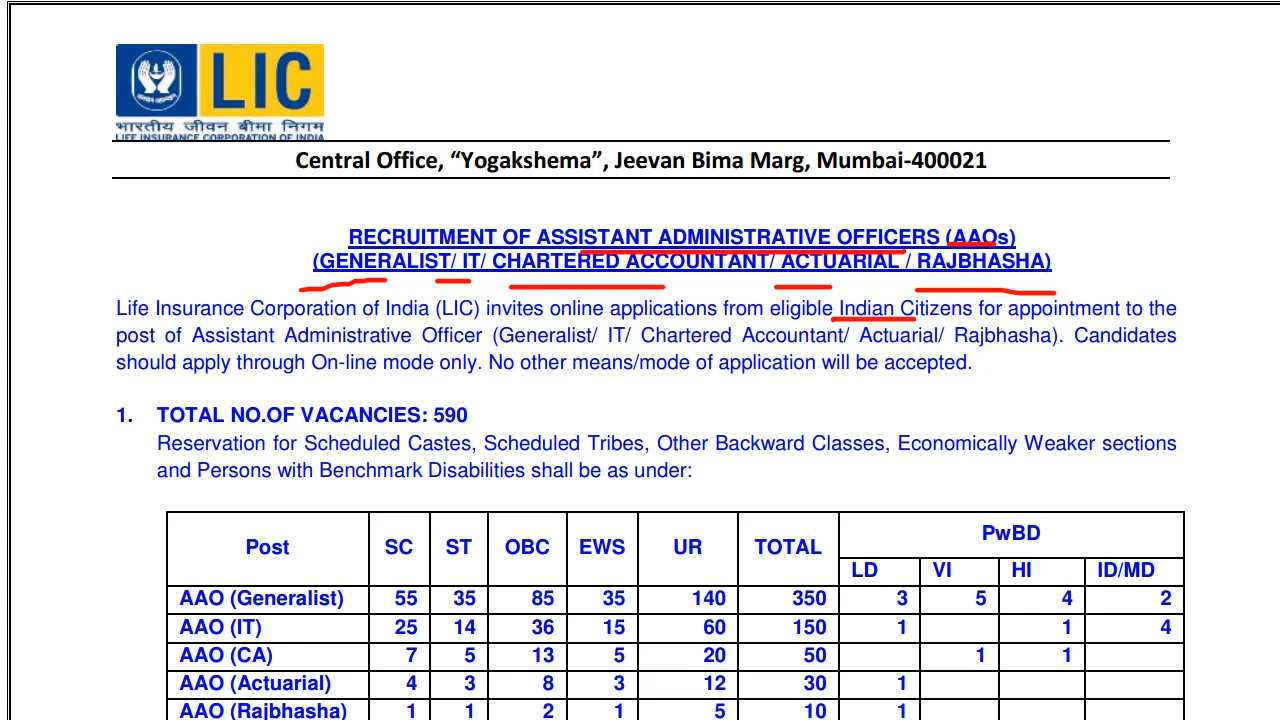 LIC
भारतीय जीवन बीमा निगम
LIFE INSURANCE CORPORATION OF INDIA
Central Office, “Yogakshema”, Jeevan Bima Marg, Mumbai-400021
RECRUITMENT OF ASSISTANT ADMINISTRATIVE OFFICERS (AAOs)
(GENERALIST/ IT/ CHARTERED ACCOUNTANT/ ACTUARIAL / RAJBHASHA)
Life Insurance Corporation of India (LIC) invites online applications from eligible Indian Citizens for appointment to the
post of Assistant Administrative Officer (Generalist/ IT/ Chartered Accountant/ Actuarial/ Rajbhasha). Candidates
should apply through On-line mode only. No other means/mode of application will be accepted.
1. TOTAL NO.OF VACANCIES: 590
Reservation for Scheduled Castes, Scheduled Tribes, Other Backward Classes, Economically Weaker sections
and Persons with Benchmark Disabilities shall be as under:
Post SC ST OBC EWS UR TOTAL PwBD
LD VI HI ID/MD
AAO (Generalist) 55 35 85 35 140 350 3 5 4 2
AAO (IT) 25 14 36 15 60 150 1 1 4
AAO (CA) 7 5 13 5 20 50 1 1
AAO (Actuarial) 4 3 8 3 12 30 1
AAO (Rajbhasha) 1 1 2 1 5 10 1